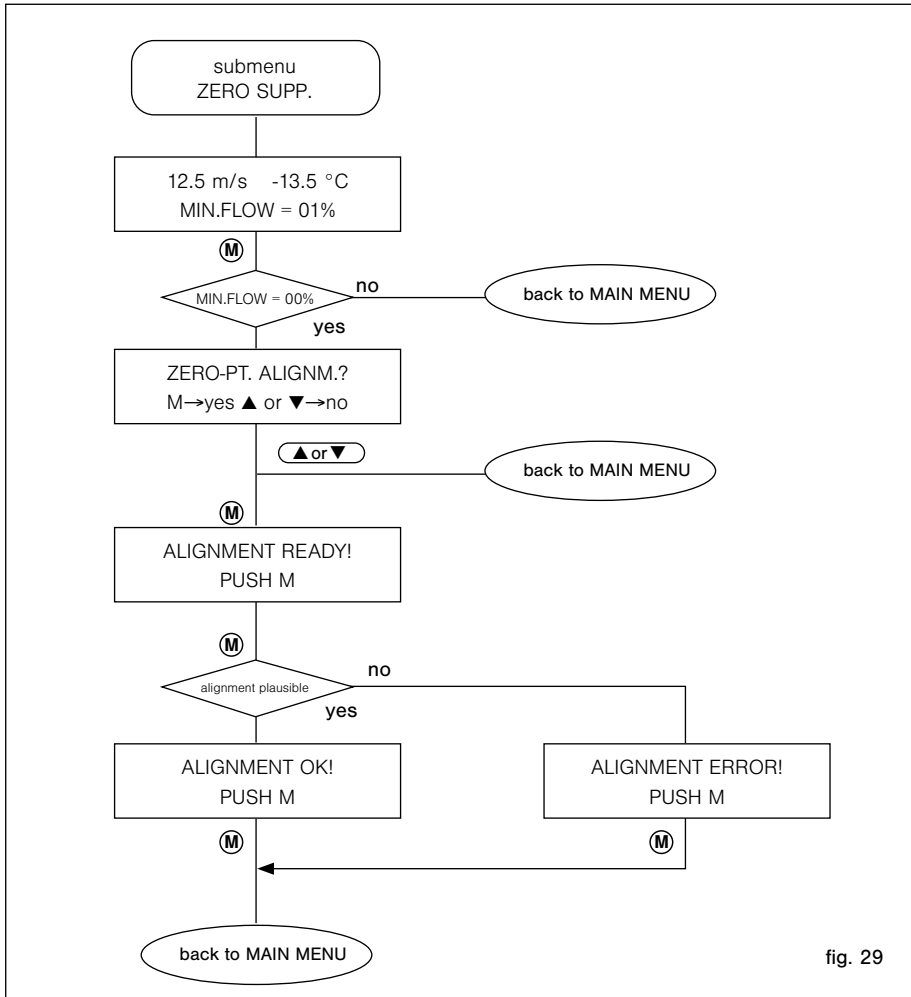 submenu
ZERO SUPP.
12.5 m/s -13.5 °C
MIN.FLOW = 01%
M
MIN.FLOW = 00%
no
back to MAIN MENU
yes
ZERO-PT. ALIGNM.?
M→yes ▲ or ▼→no
▲or▼
back to MAIN MENU
M
ALIGNMENT READY!
PUSH M
M
alignment plausible
no
yes
ALIGNMENT OK!
PUSH M
ALIGNMENT ERROR!
PUSH M
M
M
back to MAIN MENU
fig. 29